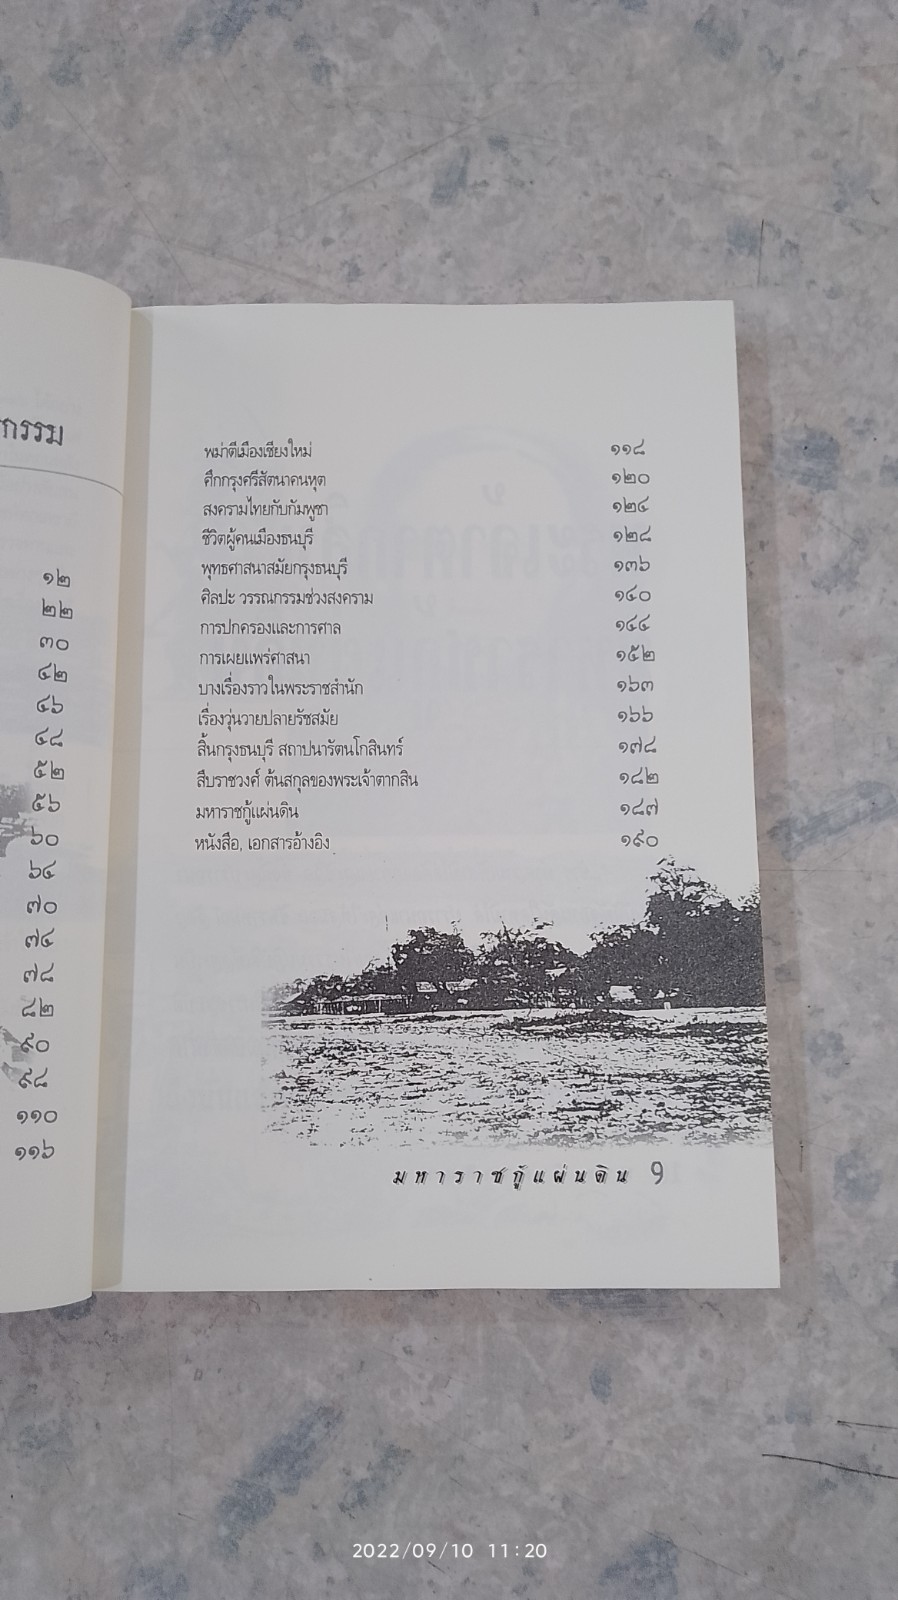 กรรม
๑๒
๒๒
๓๐
๔๒
๔๖
๔๘
๕๒
๕๖
๖๐
๖๔
๗๐
๗๔
๗๘
๘๒
๙๐
๙๘
๑๑๐
๑๑๖
พม่าตีเมืองเชียงใหม่ ๑๑๘
ศึกกรุงศรีสัตนาคนหุต ๑๒๐
สงครามไทยกับกัมพูชา ๑๒๔
ชีวิตผู้คนเมืองธนบุรี ๑๒๘
พุทธศาสนาสมัยกรุงธนบุรี ๑๓๖
ศิลปะ วรรณกรรมช่วงสงคราม ๑๔๐
การปกครองและการศาล ๑๔๔
การเผยแพร่ศาสนา ๑๕๒
บางเรื่องราวในพระราชสำนัก ๑๖๓
เรื่องวุ่นวายปลายรัชสมัย ๑๖๖
สิ้นกรุงธนบุรี สถาปนารัตนโกสินทร์ ๑๗๘
สืบราชวงศ์ ต้นสกุลของพระเจ้าตากสิน ๑๘๒
มหาราชกู้แผ่นดิน ๑๘๗
หนังสือ, เอกสารอ้างอิง ๑๙๐
มหาราชกู้แผ่นดิน 9
2022/09/10 11:20